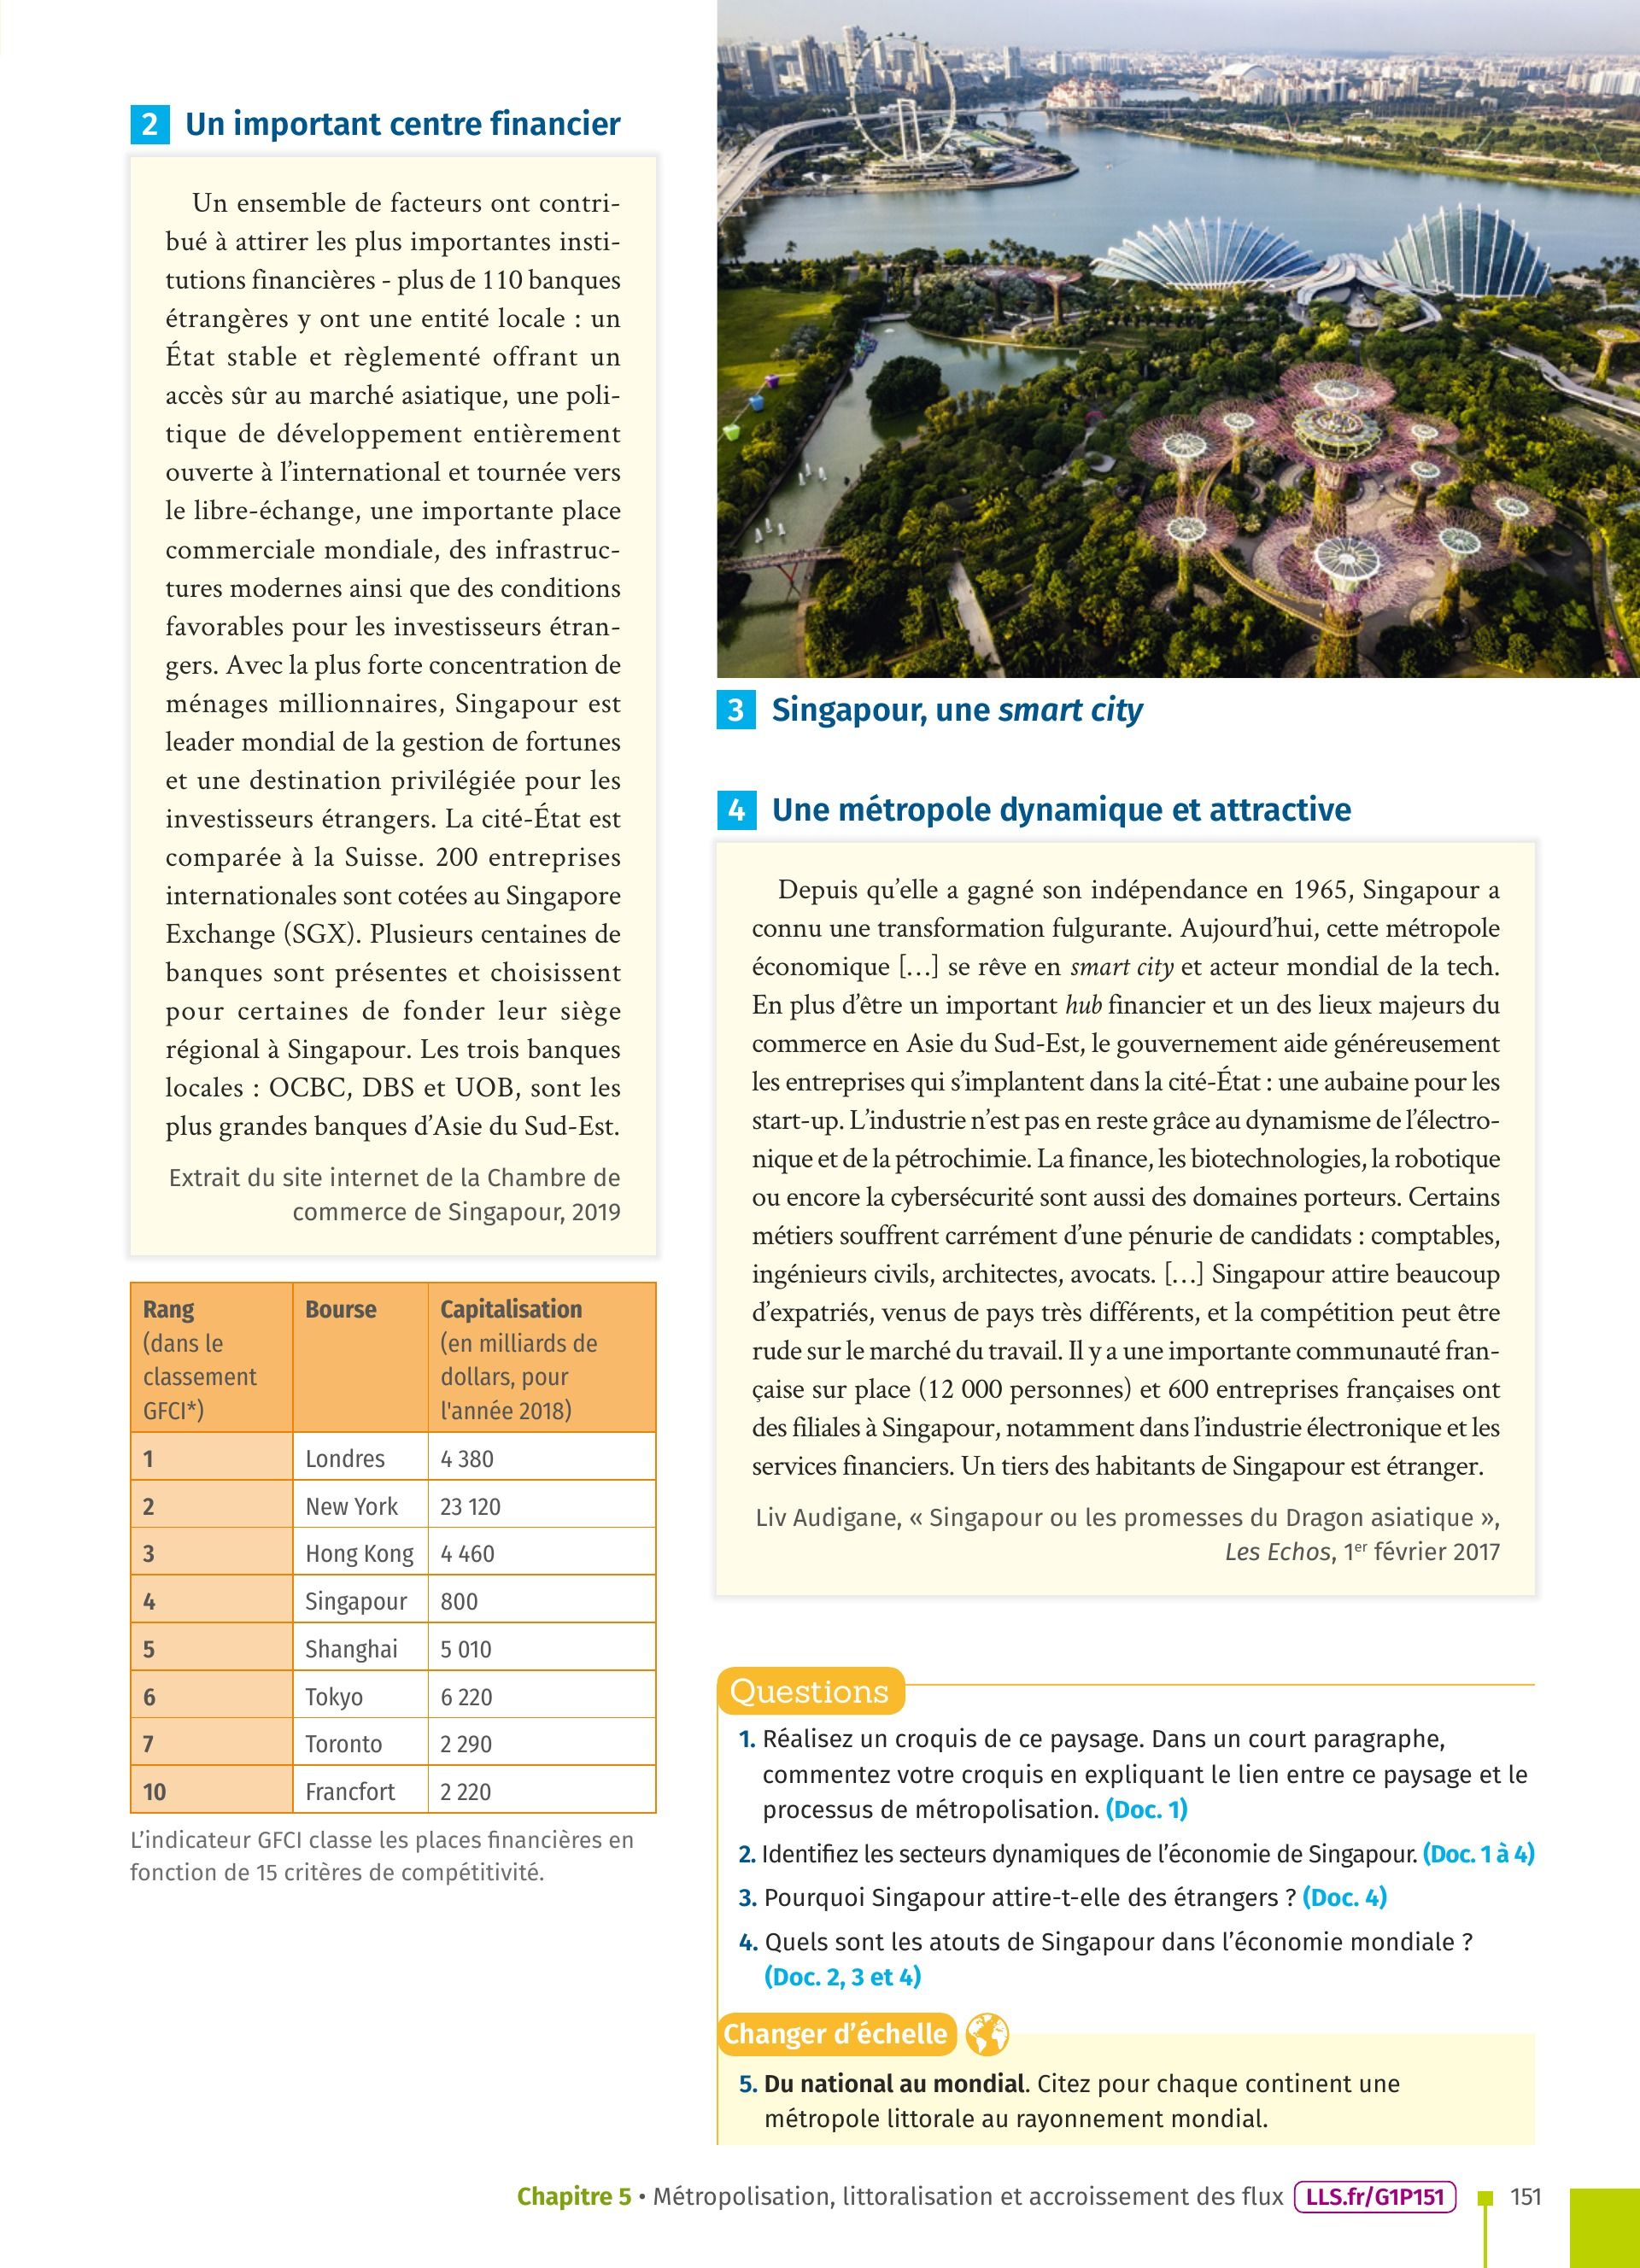 2 Un important centre financier
Un ensemble de facteurs ont contri-
bué à attirer les plus importantes insti-
tutions financières - plus de 110 banques
étrangères y ont une entité locale : un
État stable et règlementé offrant un
accès sûr au marché asiatique, une poli-
tique de développement entièrement
ouverte à l'international et tournée vers
le libre-échange, une importante place
commerciale mondiale, des infrastruc-
tures modernes ainsi que des conditions
favorables pour les investisseurs étran-
gers. Avec la plus forte concentration de
ménages millionnaires, Singapour est
leader mondial de la gestion de fortunes
et une destination privilégiée pour les
investisseurs étrangers. La cité-État est
comparée à la Suisse. 200 entreprises
internationales sont cotées au Singapore
Exchange (SGX). Plusieurs centaines de
banques sont présentes et choisissent
pour certaines de fonder leur siège
régional à Singapour. Les trois banques
locales : OCBC, DBS et UOB, sont les
plus grandes banques d'Asie du Sud-Est.
Extrait du site internet de la Chambre de
commerce de Singapour, 2019
Rang (dans le classement GFCI*) Bourse Capitalisation (en milliards de dollars, pour l'année 2018)
1 Londres 4 380
2 New York 23 120
3 Hong Kong 4 460
4 Singapour 800
5 Shanghai 5 010
6 Tokyo 6 220
7 Toronto 2 290
10 Francfort 2 220
L'indicateur GFCI classe les places financières en
fonction de 15 critères de compétitivité.
3 Singapour, une smart city
4 Une métropole dynamique et attractive
Depuis qu'elle a gagné son indépendance en 1965, Singapour a
connu une transformation fulgurante. Aujourd'hui, cette métropole
économique […] se rêve en smart city et acteur mondial de la tech.
En plus d'être un important hub financier et un des lieux majeurs du
commerce en Asie du Sud-Est, le gouvernement aide généreusement
les entreprises qui s'implantent dans la cité-État : une aubaine pour les
start-up. L'industrie n'est pas en reste grâce au dynamisme de l'électro-
nique et de la pétrochimie. La finance, les biotechnologies, la robotique
ou encore la cybersécurité sont aussi des domaines porteurs. Certains
métiers souffrent carrément d'une pénurie de candidats : comptables,
ingénieurs civils, architectes, avocats. […] Singapour attire beaucoup
d'expatriés, venus de pays très différents, et la compétition peut être
rude sur le marché du travail. Il y a une importante communauté fran-
çaise sur place (12 000 personnes) et 600 entreprises françaises ont
des filiales à Singapour, notamment dans l'industrie électronique et les
services financiers. Un tiers des habitants de Singapour est étranger.
Liv Audigane, « Singapour ou les promesses du Dragon asiatique »,
Les Echos, 1er février 2017
Questions
1. Réalisez un croquis de ce paysage. Dans un court paragraphe,
commentez votre croquis en expliquant le lien entre ce paysage et le
processus de métropolisation. (Doc. 1)
2. Identifiez les secteurs dynamiques de l'économie de Singapour. (Doc. 1 à 4)
3. Pourquoi Singapour attire-t-elle des étrangers ? (Doc. 4)
4. Quels sont les atouts de Singapour dans l'économie mondiale ?
(Doc. 2, 3 et 4)
Changer d'échelle
5. Du national au mondial. Citez pour chaque continent une
métropole littorale au rayonnement mondial.
Chapitre 5 • Métropolisation, littoralisation et accroissement des flux LLS.fr/G1P151 151